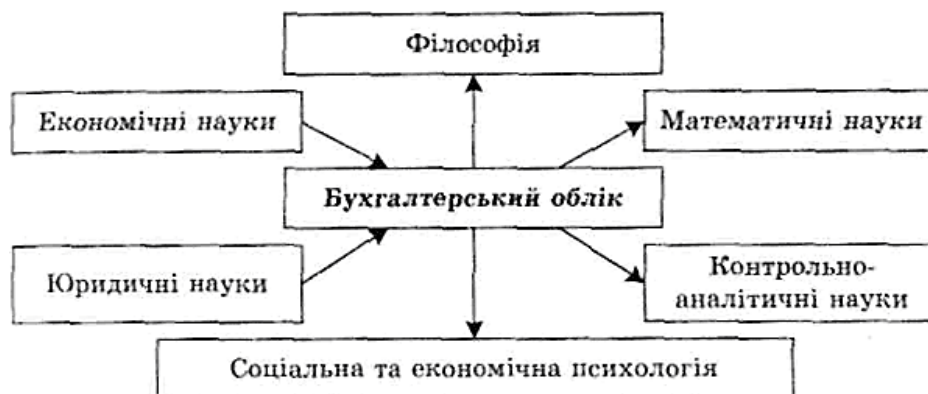 Філософія
Економічні науки
Математичні науки
Бухгалтерський облік
Юридичні науки
Контрольно-
аналітичні науки
Соціальна та економічна психологія